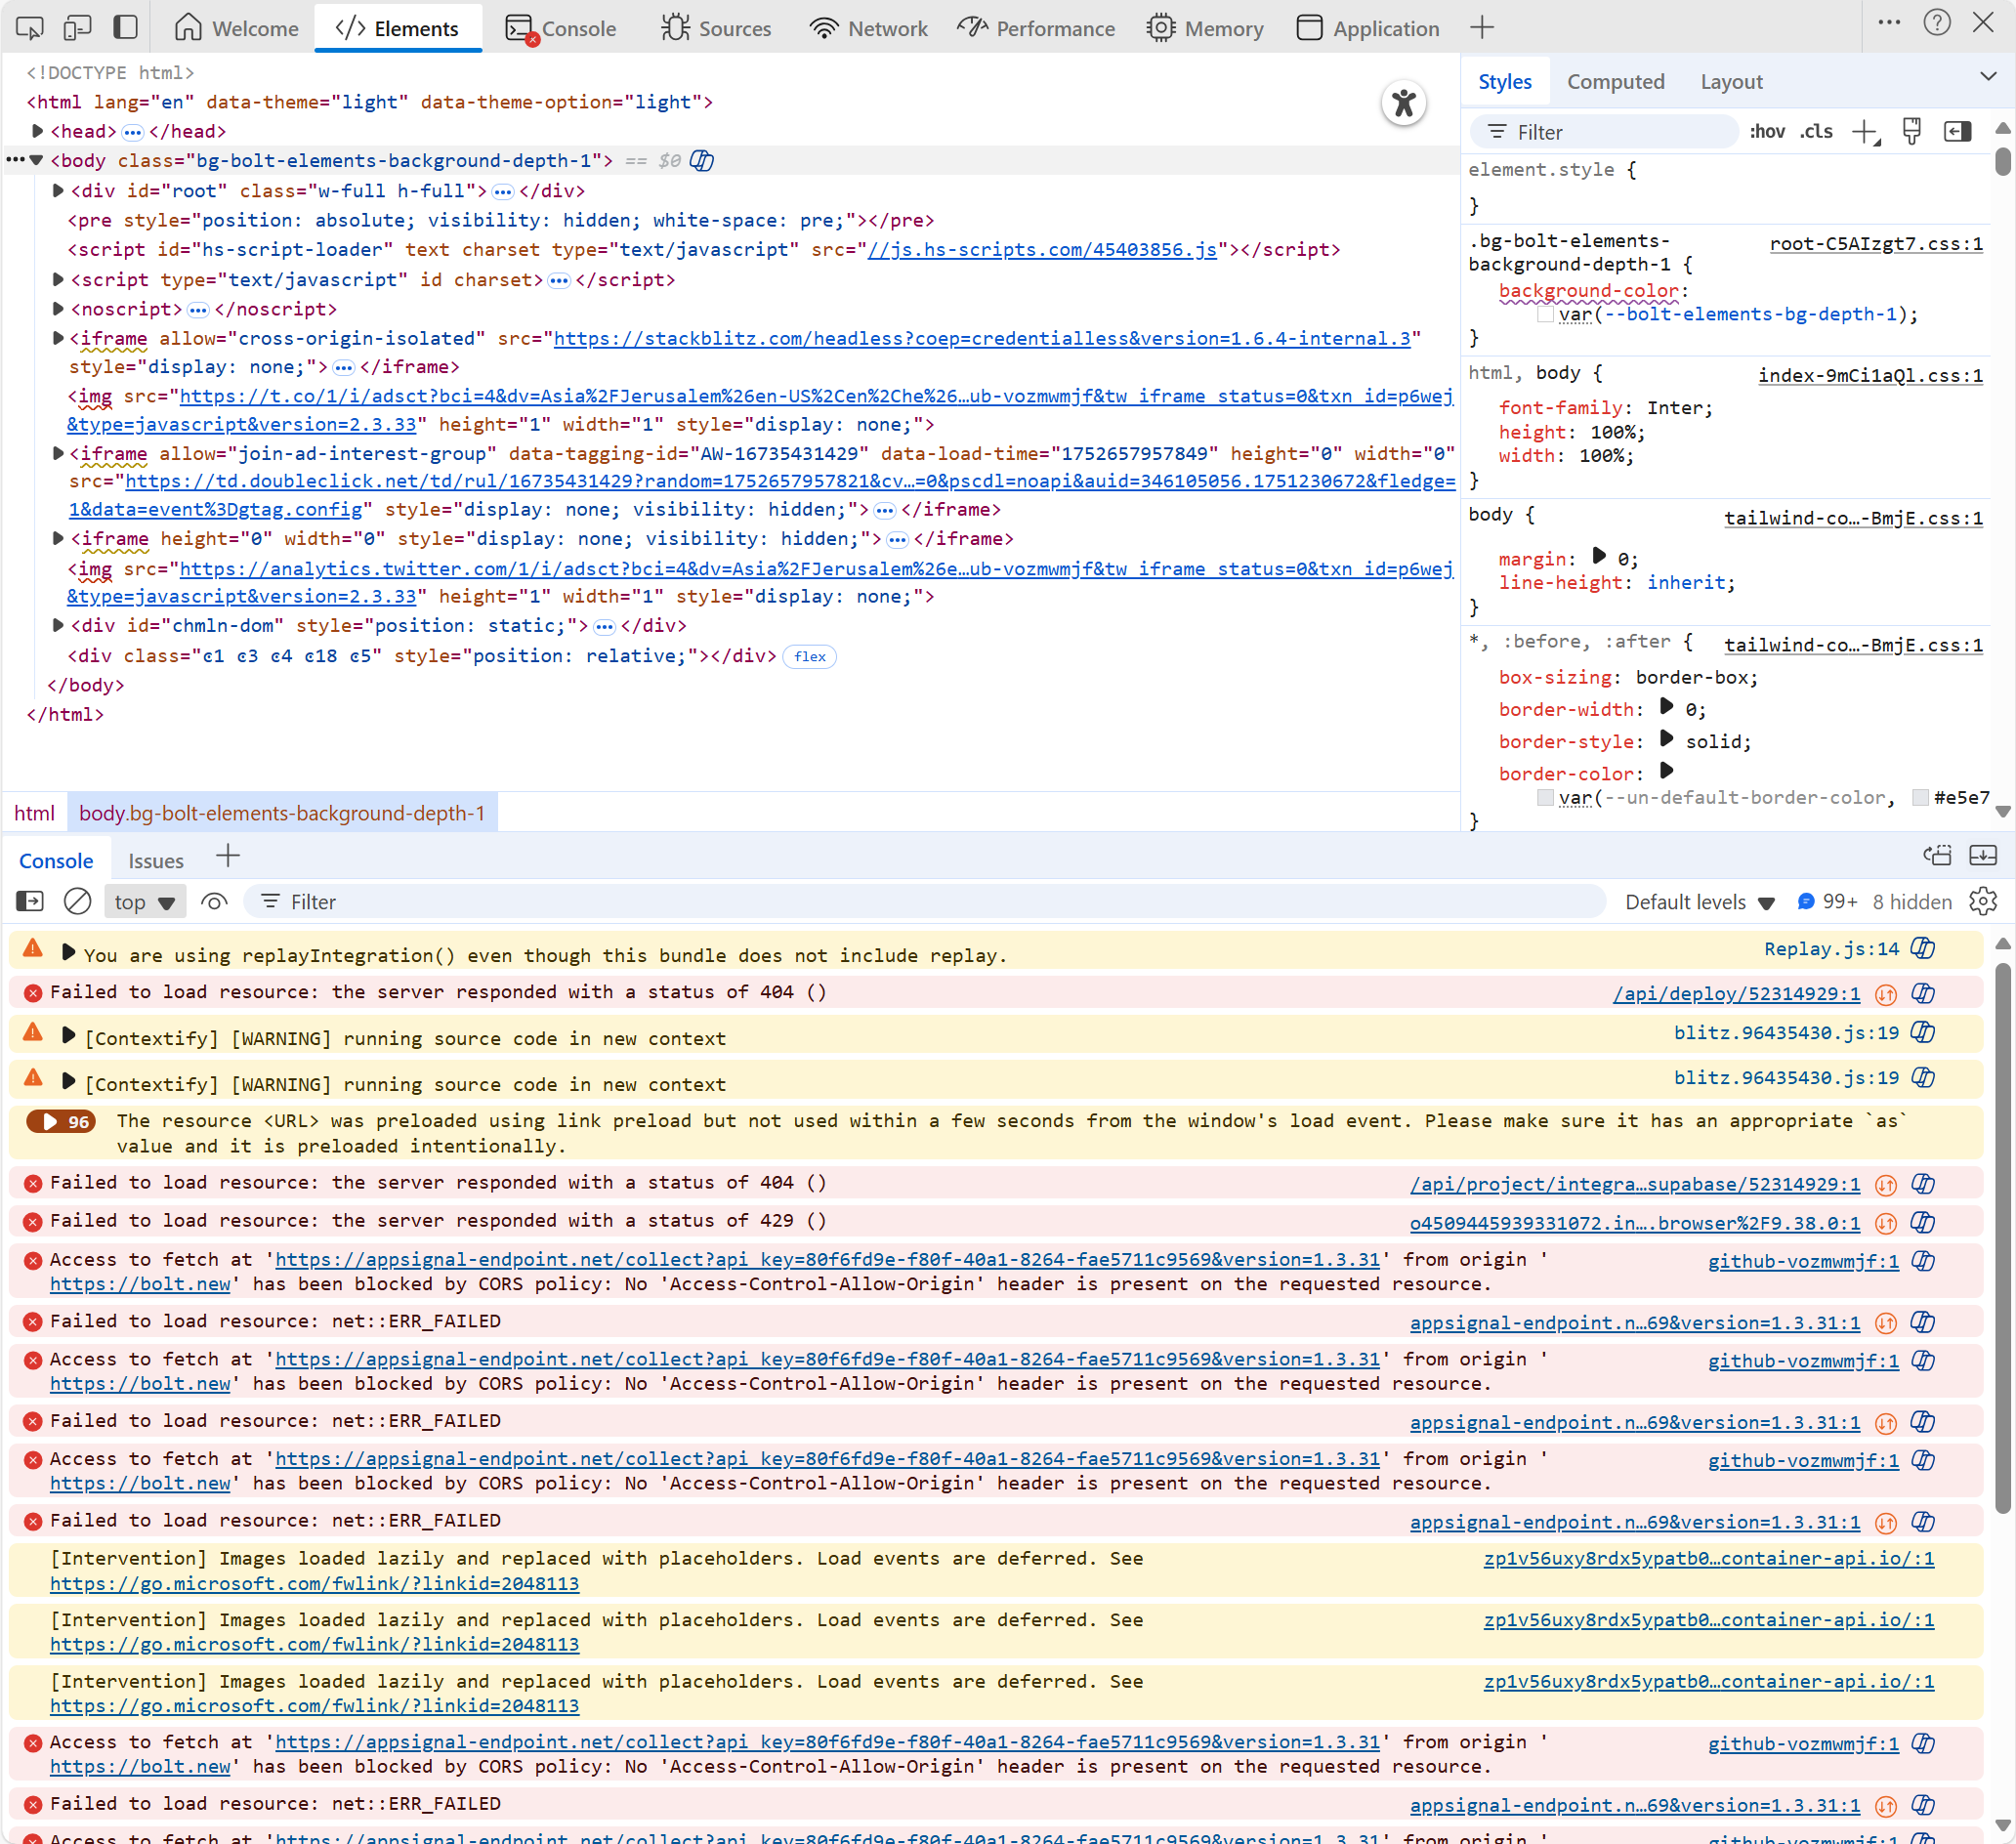 Welcome
Elements
Console
Sources
Network
Performance
Memory
Application
<!DOCTYPE html>
<html lang="en" data-theme="light" data-theme-option="light">
<head> </head>
<body class="bg-bolt-elements-background-depth-1"> == $0
<div id="root" class="w-full h-full"> </div>
<pre style="position: absolute; visibility: hidden; white-space: pre;"></pre>
<script id="hs-script-loader" text charset type="text/javascript" src="//js.hs-scripts.com/45403856.js"></script>
<script type="text/javascript" id charset> </script>
<noscript> </noscript>
<iframe allow="cross-origin-isolated" src="https://stackblitz.com/headless?coep=credentialless&version=1.6.4-internal.3"
style="display: none;"> </iframe>
<img src="https://t.co/1/i/adsct?bci=4&dv=Asia%2FJerusalem%26en-US%2Cen%2Che%26…ub-vozmwmjf&tw_iframe_status=0&txn_id=p6wej
&type=javascript&version=2.3.33" height="1" width="1" style="display: none;">
<iframe allow="join-ad-interest-group" data-tagging-id="AW-16735431429" data-load-time="1752657957849" height="0" width="0"
src="https://td.doubleclick.net/td/rul/16735431429?random=1752657957821&cv…=0&pscdl=noapi&auid=346105056.1751230672&fledge=
1&data=event%3Dgtag.config" style="display: none; visibility: hidden;"> </iframe>
<iframe height="0" width="0" style="display: none; visibility: hidden;"> </iframe>
<img src="https://analytics.twitter.com/1/i/adsct?bci=4&dv=Asia%2FJerusalem%26e…ub-vozmwmjf&tw_iframe_status=0&txn_id=p6wej
&type=javascript&version=2.3.33" height="1" width="1" style="display: none;">
<div id="chmln-dom" style="position: static;"> </div>
<div class="¢1 ¢3 ¢4 ¢18 ¢5" style="position: relative;"></div> flex
</body>
</html>
html body.bg-bolt-elements-background-depth-1
Styles Computed Layout
Filter :hov .cls
element.style {
}
.bg-bolt-elements- root-C5AIzgt7.css:1
background-depth-1 {
background-color:
var(--bolt-elements-bg-depth-1);
}
html, body { index-9mCi1aQl.css:1
font-family: Inter;
height: 100%;
width: 100%;
}
body { tailwind-co…-BmjE.css:1
margin: 0;
line-height: inherit;
}
*, :before, :after { tailwind-co…-BmjE.css:1
box-sizing: border-box;
border-width: 0;
border-style: solid;
border-color:
var(--un-default-border-color, #e5e7
}
Console Issues
top Filter Default levels 99+ 8 hidden
You are using replayIntegration() even though this bundle does not include replay. Replay.js:14
Failed to load resource: the server responded with a status of 404 () /api/deploy/52314929:1
[Contextify] [WARNING] running source code in new context blitz.96435430.js:19
[Contextify] [WARNING] running source code in new context blitz.96435430.js:19
96 The resource <URL> was preloaded using link preload but not used within a few seconds from the window's load event. Please make sure it has an appropriate `as`
value and it is preloaded intentionally.
Failed to load resource: the server responded with a status of 404 () /api/project/integra…supabase/52314929:1
Failed to load resource: the server responded with a status of 429 () o4509445939331072.in….browser%2F9.38.0:1
Access to fetch at 'https://appsignal-endpoint.net/collect?api_key=80f6fd9e-f80f-40a1-8264-fae5711c9569&version=1.3.31' from origin ' github-vozmwmjf:1
https://bolt.new' has been blocked by CORS policy: No 'Access-Control-Allow-Origin' header is present on the requested resource.
Failed to load resource: net::ERR_FAILED appsignal-endpoint.n…69&version=1.3.31:1
Access to fetch at 'https://appsignal-endpoint.net/collect?api_key=80f6fd9e-f80f-40a1-8264-fae5711c9569&version=1.3.31' from origin ' github-vozmwmjf:1
https://bolt.new' has been blocked by CORS policy: No 'Access-Control-Allow-Origin' header is present on the requested resource.
Failed to load resource: net::ERR_FAILED appsignal-endpoint.n…69&version=1.3.31:1
Access to fetch at 'https://appsignal-endpoint.net/collect?api_key=80f6fd9e-f80f-40a1-8264-fae5711c9569&version=1.3.31' from origin ' github-vozmwmjf:1
https://bolt.new' has been blocked by CORS policy: No 'Access-Control-Allow-Origin' header is present on the requested resource.
Failed to load resource: net::ERR_FAILED appsignal-endpoint.n…69&version=1.3.31:1
[Intervention] Images loaded lazily and replaced with placeholders. Load events are deferred. See zp1v56uxy8rdx5ypatb0…container-api.io/:1
https://go.microsoft.com/fwlink/?linkid=2048113
[Intervention] Images loaded lazily and replaced with placeholders. Load events are deferred. See zp1v56uxy8rdx5ypatb0…container-api.io/:1
https://go.microsoft.com/fwlink/?linkid=2048113
[Intervention] Images loaded lazily and replaced with placeholders. Load events are deferred. See zp1v56uxy8rdx5ypatb0…container-api.io/:1
https://go.microsoft.com/fwlink/?linkid=2048113
Access to fetch at 'https://appsignal-endpoint.net/collect?api_key=80f6fd9e-f80f-40a1-8264-fae5711c9569&version=1.3.31' from origin ' github-vozmwmjf:1
https://bolt.new' has been blocked by CORS policy: No 'Access-Control-Allow-Origin' header is present on the requested resource.
Failed to load resource: net::ERR_FAILED appsignal-endpoint.n…69&version=1.3.31:1
Access to fetch at 'https://appsignal-endpoint.net/collect?api_key=80f6fd9e-f80f-40a1-8264-fae5711c9569&version=1.3.31' from origin ' github-vozmwmjf:1